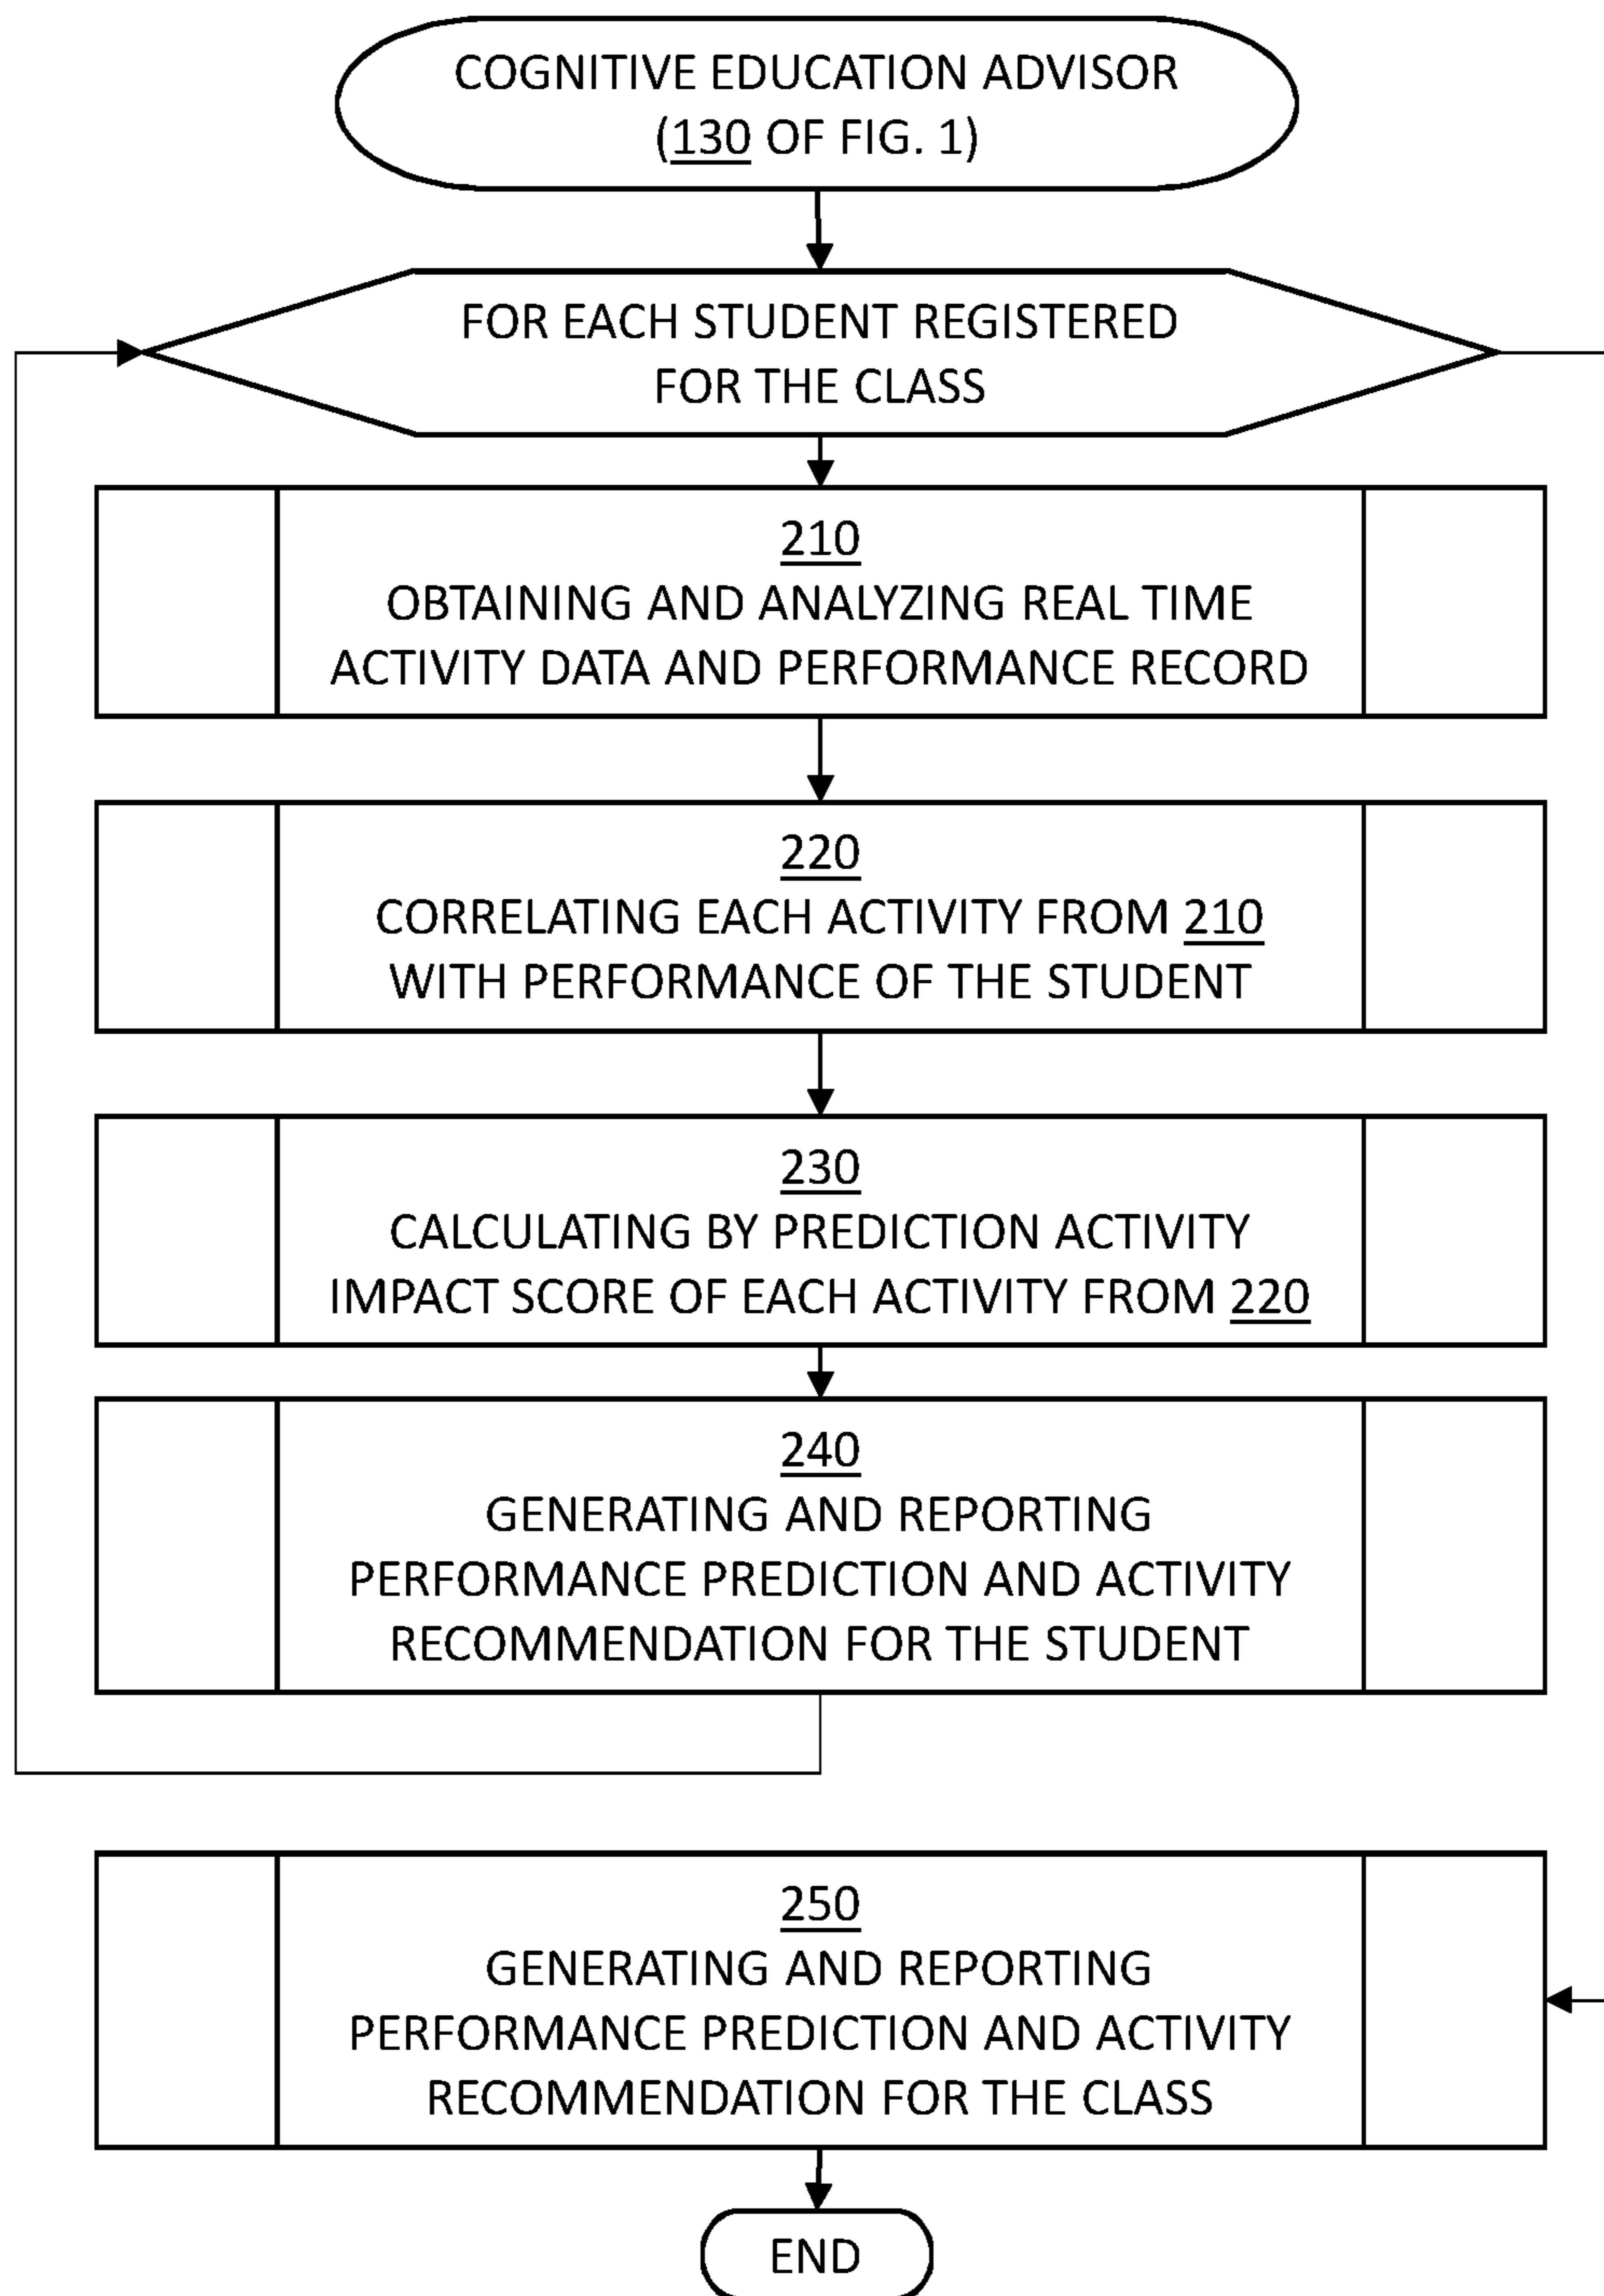 COGNITIVE EDUCATION ADVISOR
(130 OF FIG. 1)
FOR EACH STUDENT REGISTERED
FOR THE CLASS
210
OBTAINING AND ANALYZING REAL TIME
ACTIVITY DATA AND PERFORMANCE RECORD
220
CORRELATING EACH ACTIVITY FROM 210
WITH PERFORMANCE OF THE STUDENT
230
CALCULATING BY PREDICTION ACTIVITY
IMPACT SCORE OF EACH ACTIVITY FROM 220
240
GENERATING AND REPORTING
PERFORMANCE PREDICTION AND ACTIVITY
RECOMMENDATION FOR THE STUDENT
250
GENERATING AND REPORTING
PERFORMANCE PREDICTION AND ACTIVITY
RECOMMENDATION FOR THE CLASS
END